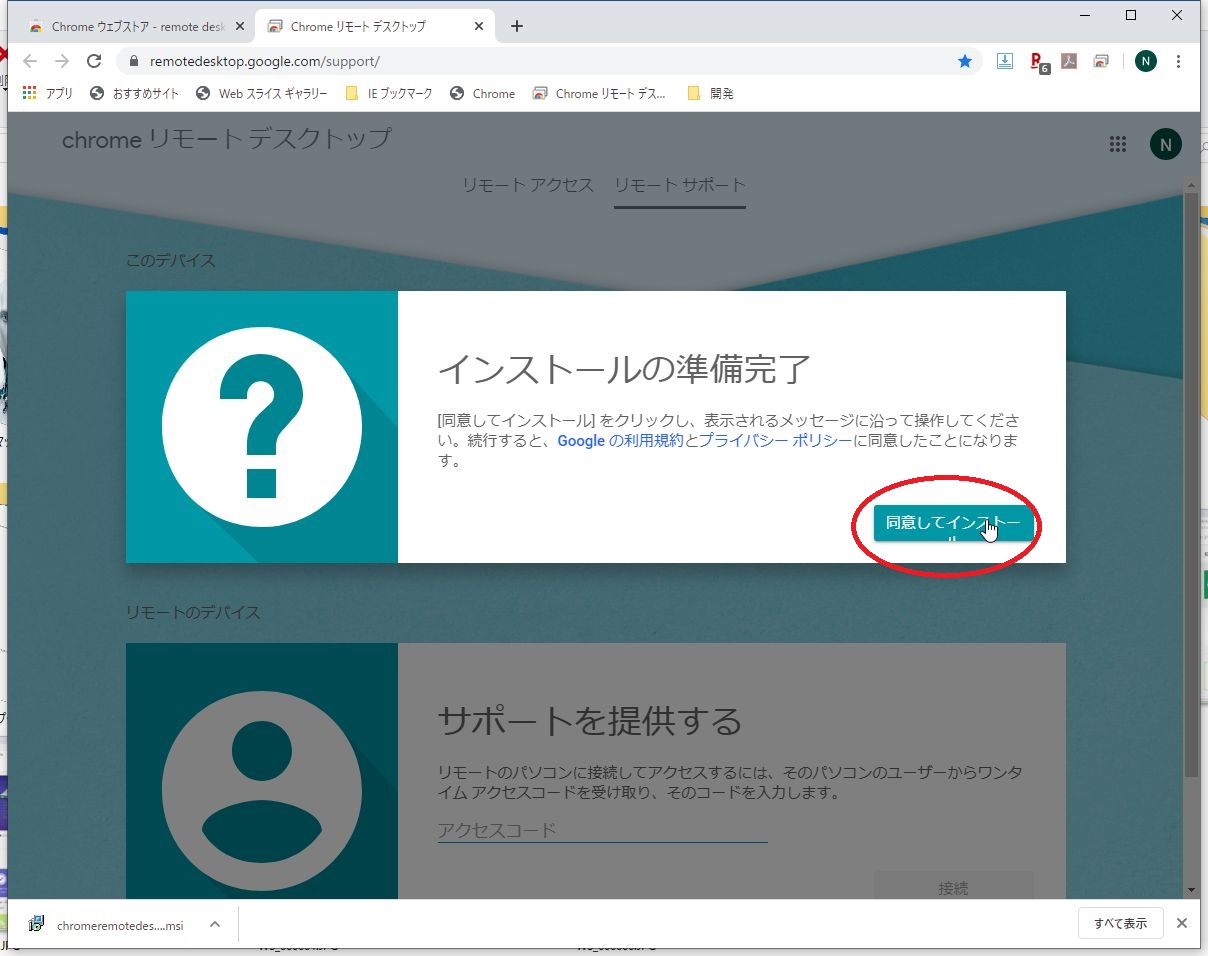 Chrome ウェブストア - remote desk
Chrome リモート デスクトップ
remotedesktop.google.com/support/
6
N
アプリ
おすすめサイト
Web スライス ギャラリー
IE ブックマーク
Chrome
Chrome リモート デス...
開発
chrome リモート デスクトップ
N
リモート アクセス
リモート サポート
このデバイス
インストールの準備完了
[同意してインストール] をクリックし、表示されるメッセージに沿って操作してくださ
い。続行すると、Google の利用規約とプライバシー ポリシーに同意したことになりま
す。
同意してインストー
ル
リモートのデバイス
サポートを提供する
リモートのパソコンに接続してアクセスするには、そのパソコンのユーザーからワンタ
イム アクセスコードを受け取り、そのコードを入力します。
アクセスコード
接続
chromeremotedes....msi
すべて表示